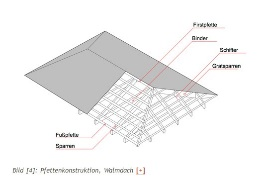 Firstpfette
Binder
Schifter
Gratsparren
Fußpfette
Sparren
Bild [4]: Pfettenkonstruktion, Walmdach [+]